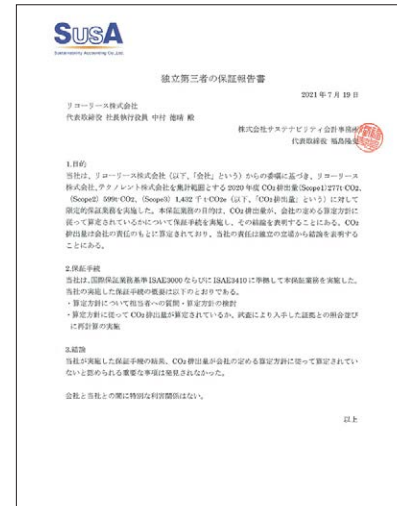 SusA
Sustainability Accounting Co.,Ltd.
独立第三者の保証報告書
2021年7月19日
リコーリース株式会社
代表取締役 社長執行役員 中村 徳晴 殿
株式会社サステナビリティ会計事務所
代表取締役 福島隆史
1.目的
当社は、リコーリース株式会社（以下、「会社」という）からの委嘱に基づき、リコーリース
株式会社,テクノレント株式会社を集計範囲とする2020年度CO₂排出量(Scope1)277t-CO2,
(Scope2) 599t-CO2, (Scope3) 1,432千t-CO2e（以下,「CO₂排出量」という）に対して
限定的保証業務を実施した。本保証業務の目的は、CO₂排出量が、会社の定める算定方針に
従って算定されているかについて保証手続を実施し、その結論を表明することにある。CO₂
排出量は会社の責任のもとに算定されており、当社の責任は独立の立場から結論を表明する
ことにある。
2.保証手続
当社は、国際保証業務基準ISAE3000ならびにISAE3410に準拠して本保証業務を実施した。
当社の実施した保証手続の概要は以下のとおりである。
・算定方針について担当者への質問・算定方針の検討
・算定方針に従ってCO₂排出量が算定されているか、試査により入手した証拠との照合並び
に再計算の実施
3.結論
当社が実施した保証手続の結果、CO₂排出量が会社の定める算定方針に従って算定されてい
ないと認められる重要な事項は発見されなかった。
会社と当社との間に特別な利害関係はない。
以上